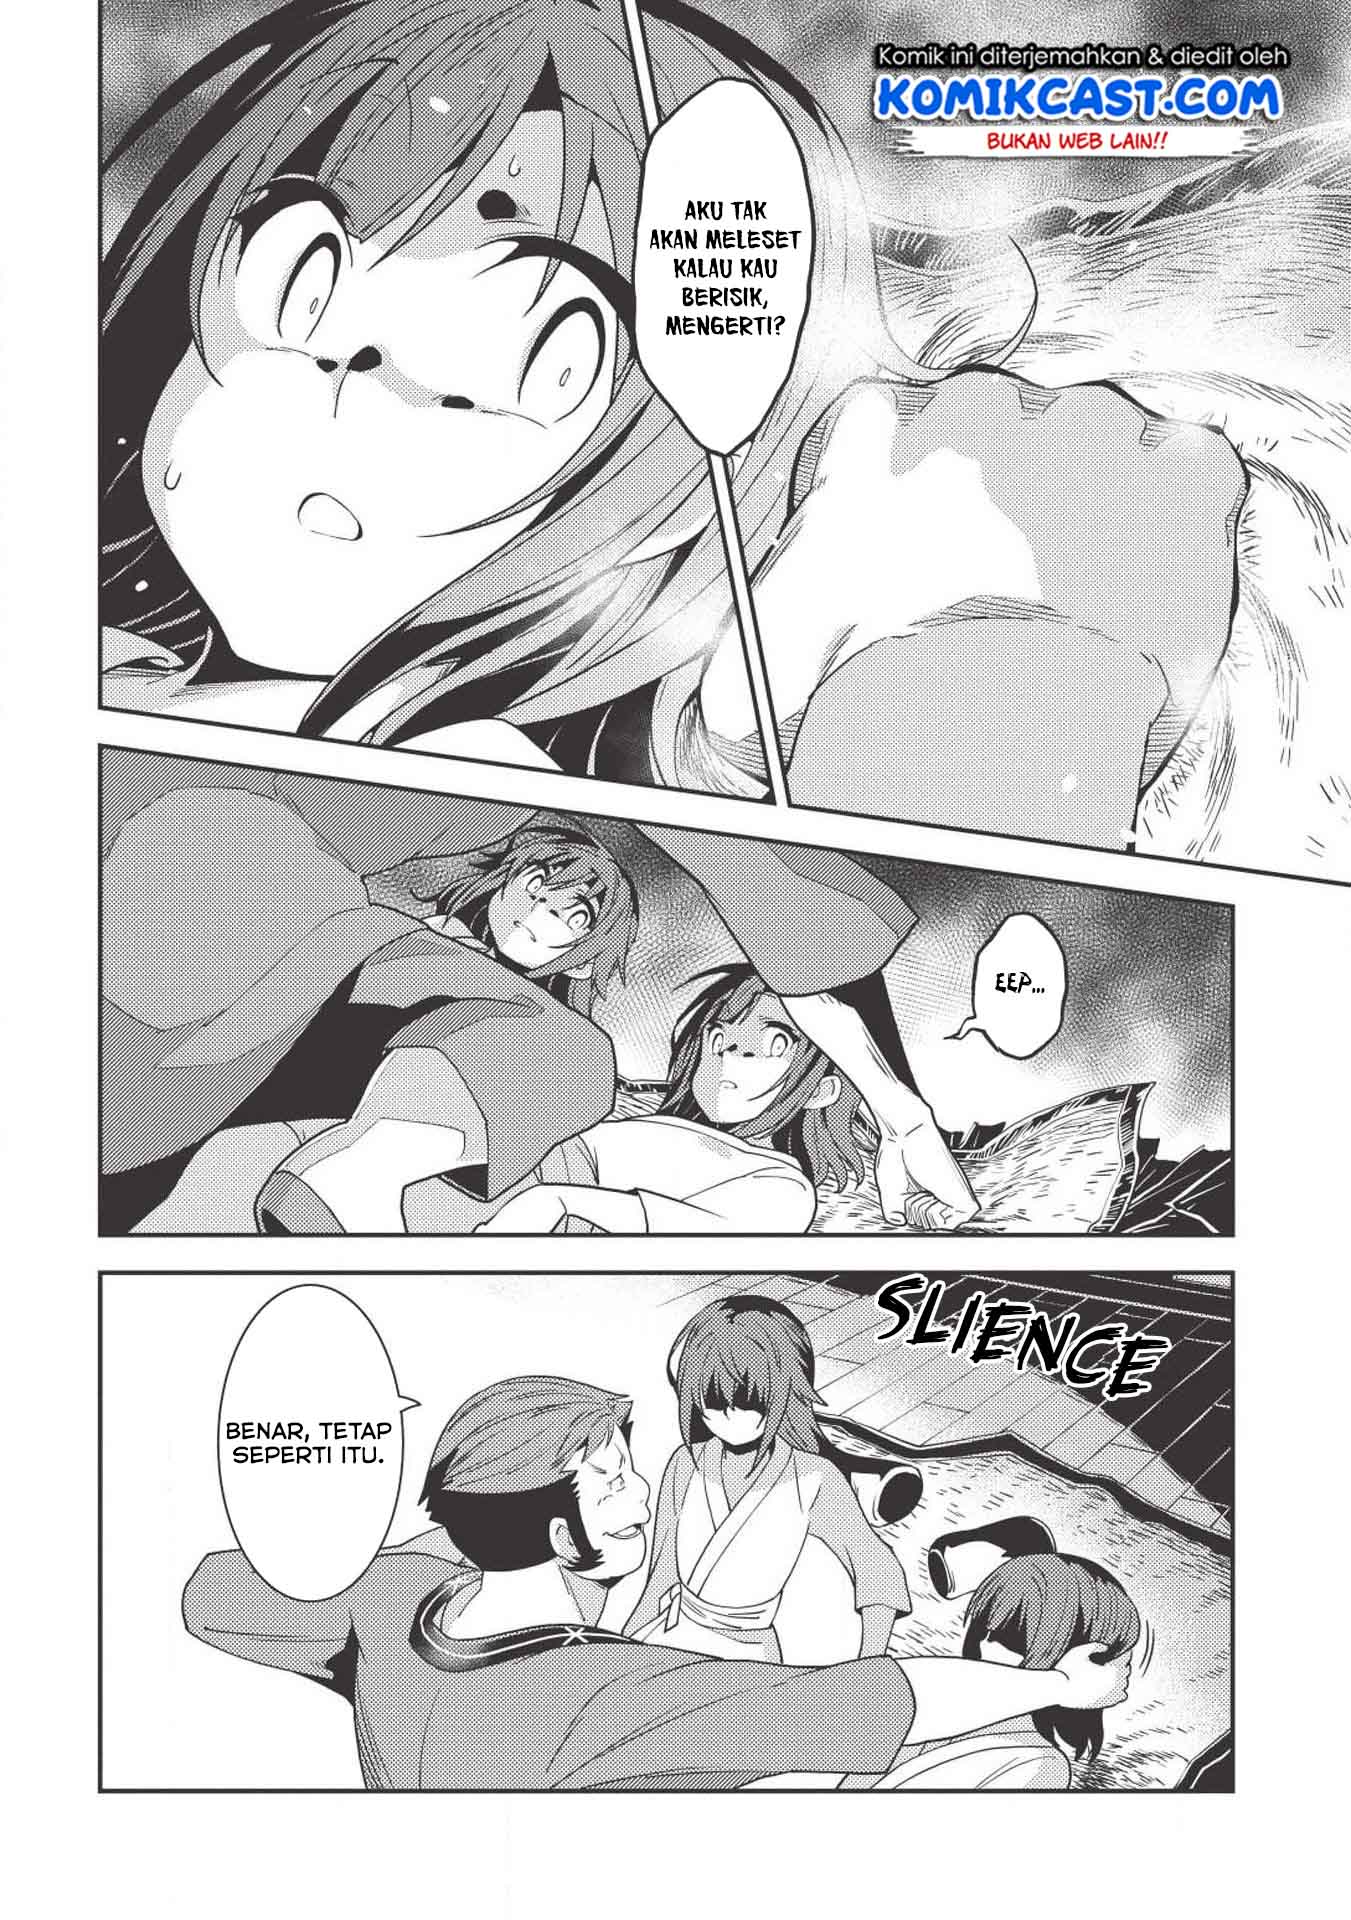 Komik ini diterjemahkan & diedit oleh
KOMIKCAST.COM
BUKAN WEB LAIN!!
AKU TAK
AKAN MELESET
KALAU KAU
BERISIK,
MENGERTI?
EEP...
SLIENCE
BENAR, TETAP
SEPERTI ITU.